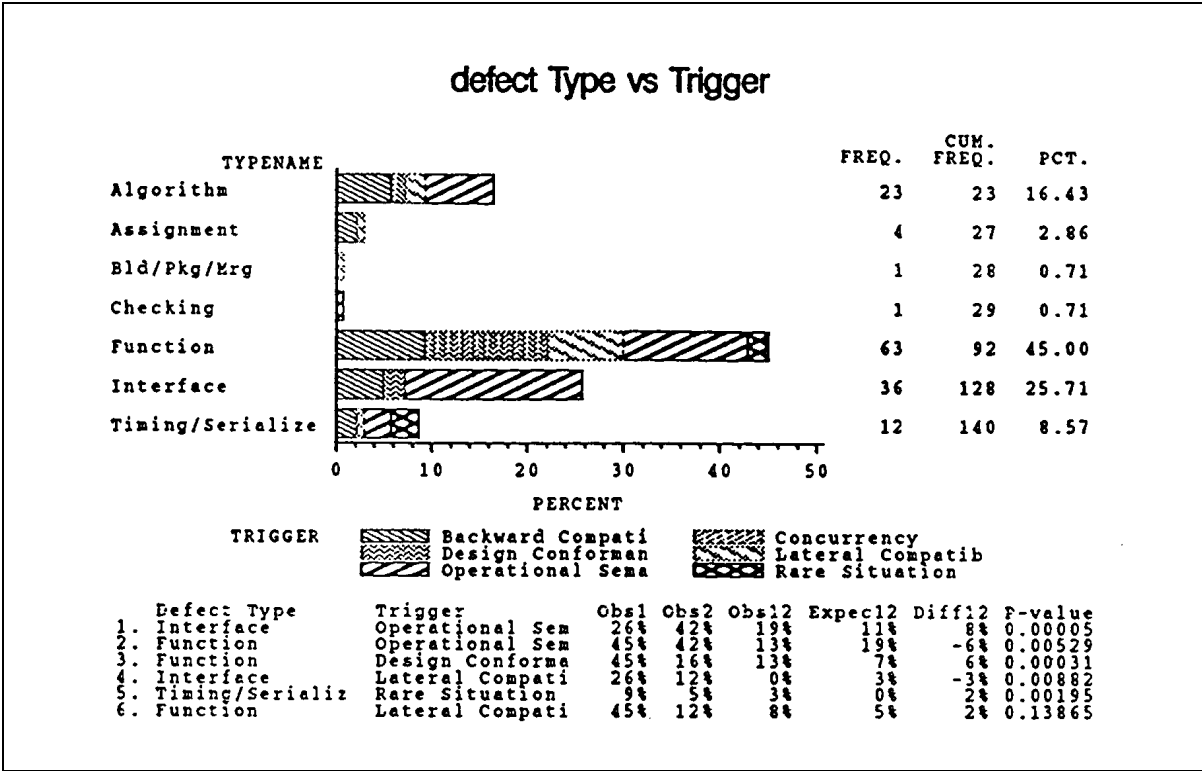 defect Type vs Trigger
TYPENAME FREQ. CUM. FREQ. PCT.
Algorithm 23 23 16.43
Assignment 4 27 2.86
Bld/Pkg/Mrg 1 28 0.71
Checking 1 29 0.71
Function 63 92 45.00
Interface 36 128 25.71
Timing/Serialize 12 140 8.57
0 10 20 30 40 50
PERCENT
TRIGGER Backward Compati Concurrency
Design Conforman Lateral Compatib
Operational Sema Rare Situation
Defect Type Trigger Obs1 Obs2 Obs12 Expec12 Diff12 P-value
1. Interface Operational Sem 26% 42% 19% 11% 8% 0.00005
2. Function Operational Sem 45% 42% 13% 19% -6% 0.00529
3. Function Design Conforma 45% 16% 13% 7% 6% 0.00031
4. Interface Lateral Compati 26% 12% 0% 3% -3% 0.00882
5. Timing/Serializ Rare Situation 9% 5% 3% 0% 2% 0.00195
6. Function Lateral Compati 45% 12% 8% 5% 2% 0.13865